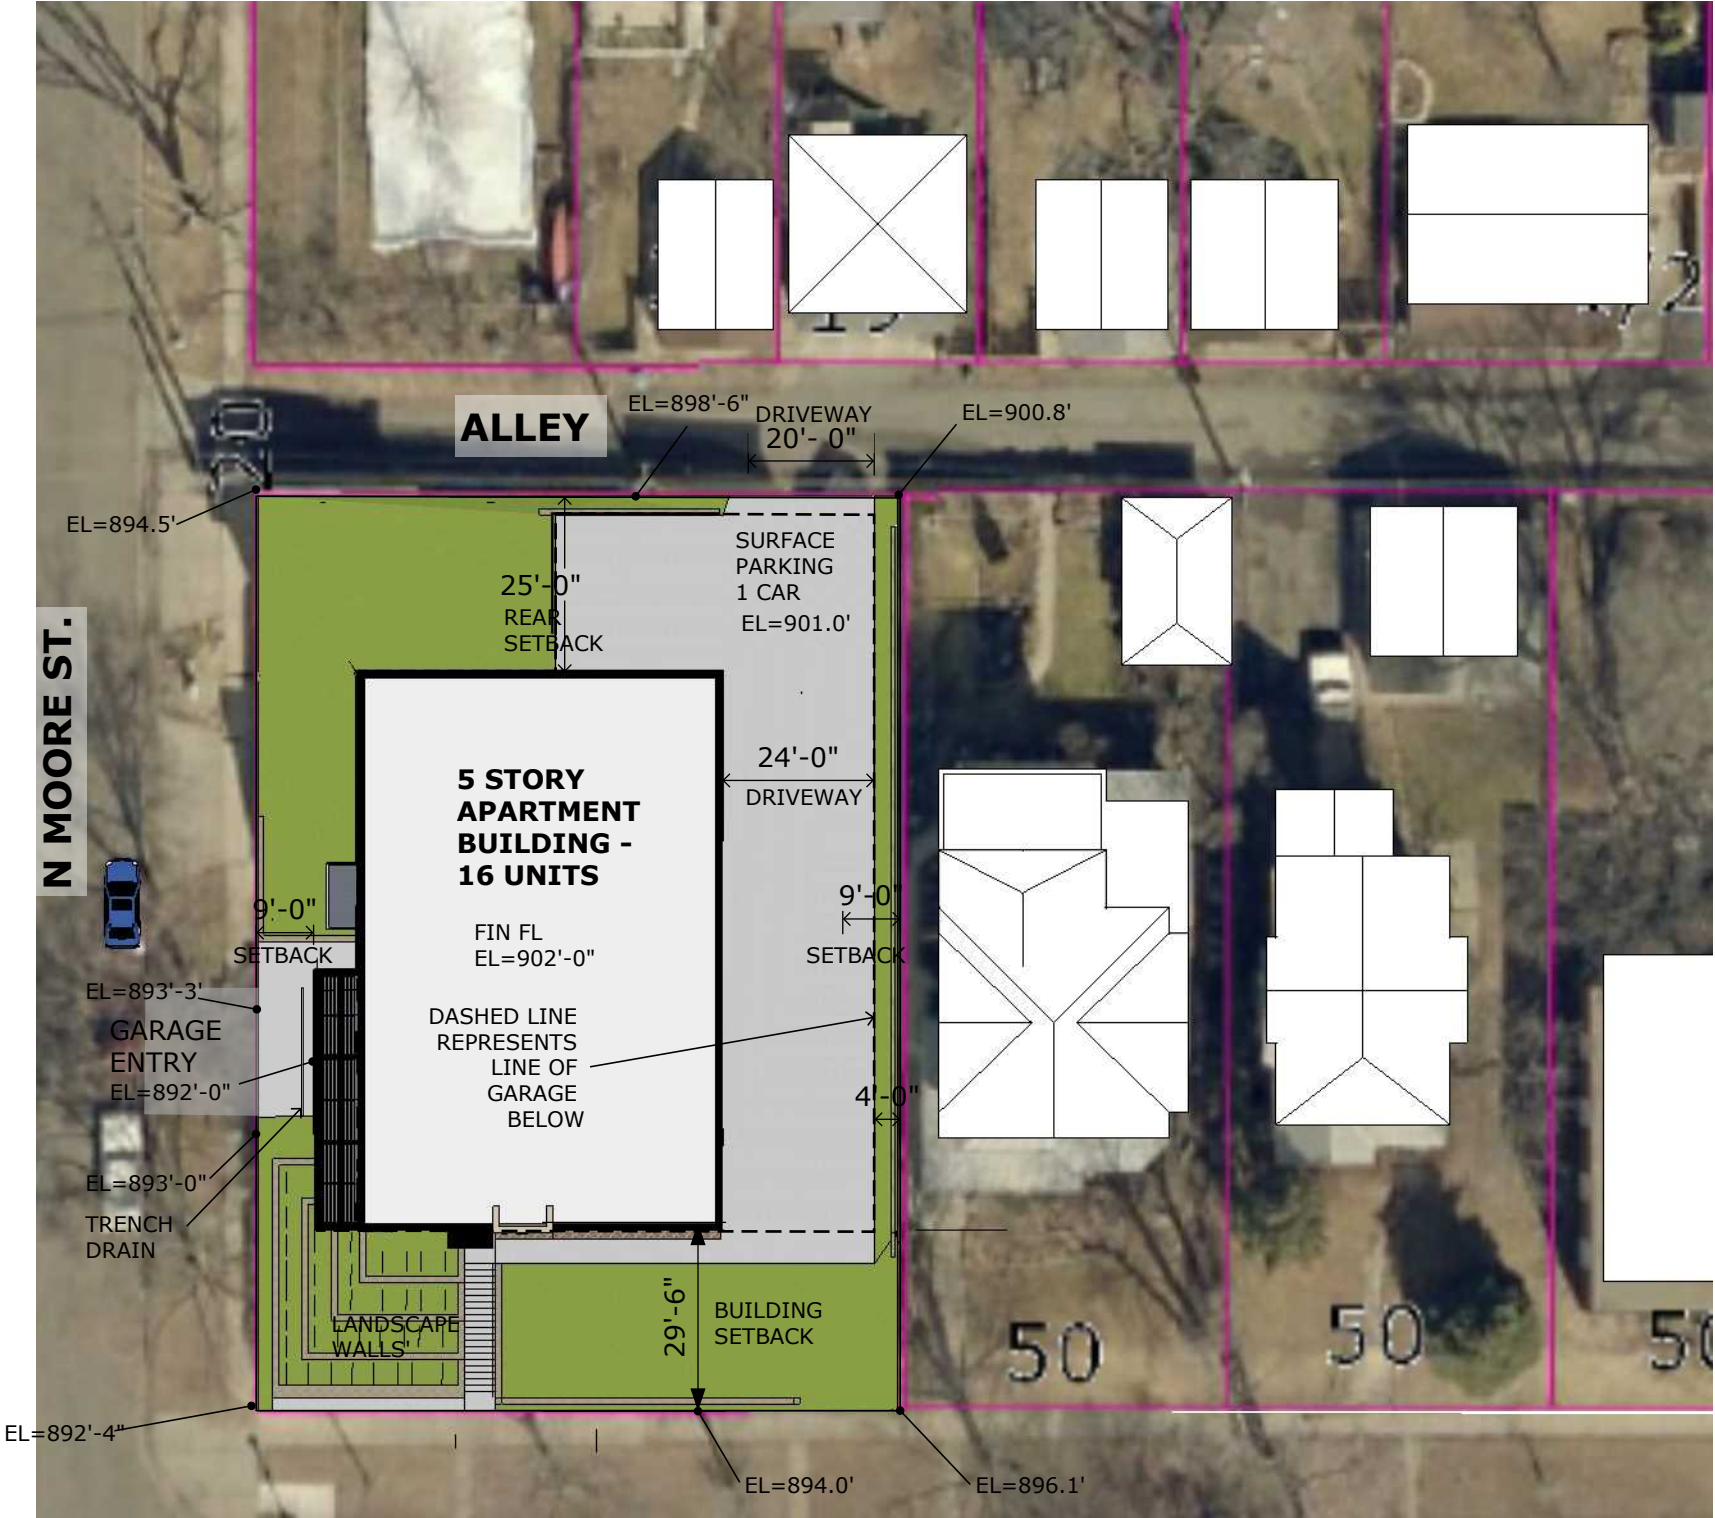 ALLEY
EL=898'-6"
DRIVEWAY
20'- 0"
EL=900.8'
EL=894.5'
SURFACE
PARKING
1 CAR
EL=901.0'
25'-0"
REAR
SETBACK
N MOORE ST.
5 STORY
APARTMENT
BUILDING -
16 UNITS
24'-0"
DRIVEWAY
9'-0"
SETBACK
9'-0"
SETBACK
FIN FL
EL=902'-0"
EL=893'-3'
GARAGE
ENTRY
EL=892'-0"
DASHED LINE
REPRESENTS
LINE OF
GARAGE
BELOW
4'-0"
EL=893'-0"
TRENCH
DRAIN
LANDSCAPE
WALLS'
29'-6"
BUILDING
SETBACK
50
50
EL=892'-4"
EL=894.0'
EL=896.1'